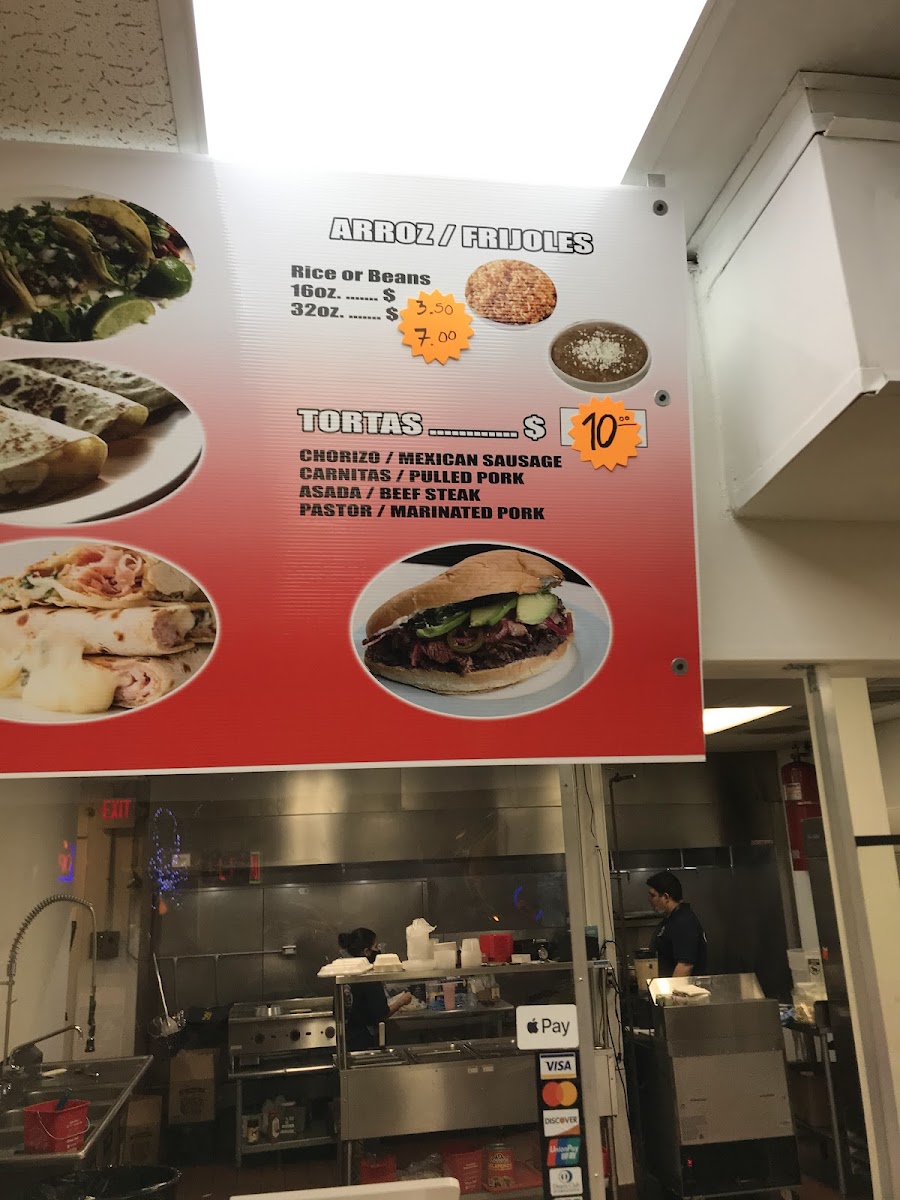 ARROZ / FRIJOLES
Rice or Beans
16oz. ....... $ 3.50
32oz. ....... $ 7.00
TORTAS ............ $ 10.00
CHORIZO / MEXICAN SAUSAGE
CARNITAS / PULLED PORK
ASADA / BEEF STEAK
PASTOR / MARINATED PORK
EXIT
Pay
VISA
DISCOVER
UnionPay